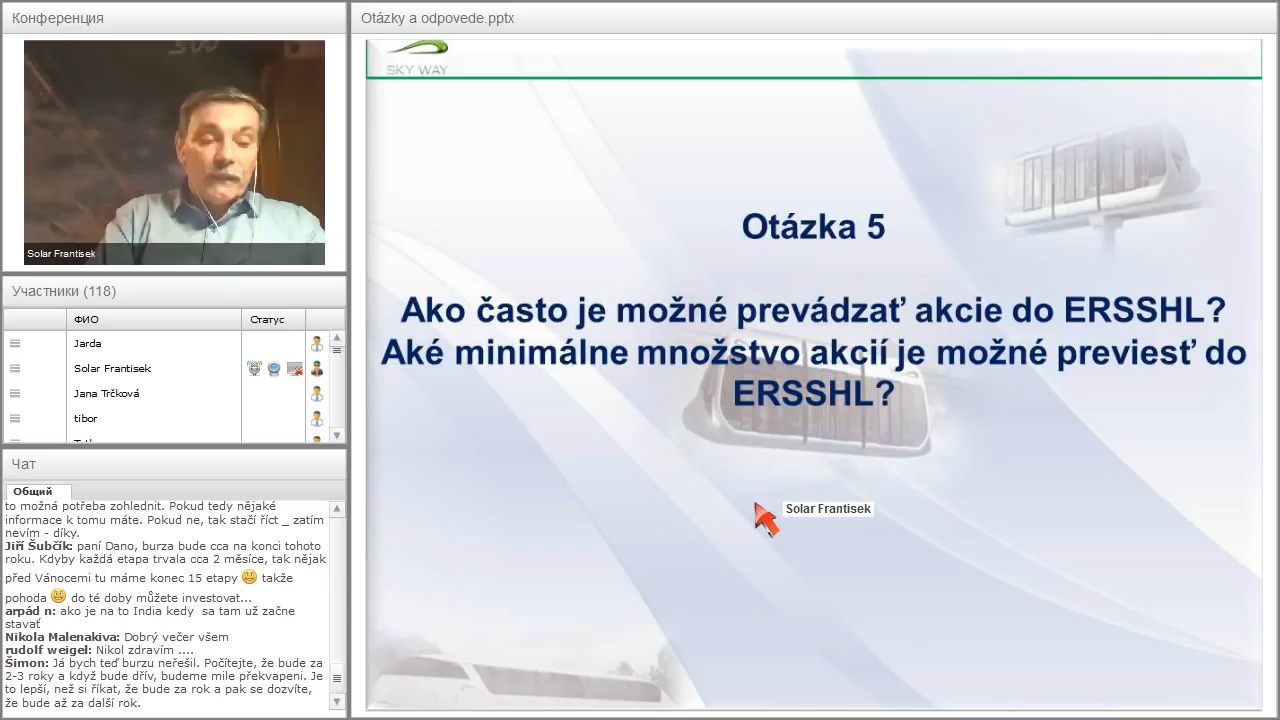 Конференция
Solar Frantisek
Участники (118)
ФИО
Статус
Jarda
Solar Frantisek
Jana Trčková
tibor
Чат
Общий
to možná potřeba zohlednit. Pokud tedy nějaké
informace k tomu máte. Pokud ne, tak stačí říct _ zatím
nevím - díky.
Jiří Šubčík: paní Dano, burza bude cca na konci tohoto
roku. Kdyby každá etapa trvala cca 2 měsíce, tak nějak
před Vánocemi tu máme konec 15 etapy takže
pohoda do té doby můžete investovat...
arpád n: ako je na to India kedy sa tam už začne
stavať
Nikola Malenakiva: Dobrý večer všem
rudolf weigel: Nikol zdravím ....
Šimon: Já bych teď burzu neřešil. Počítejte, že bude za
2-3 roky a když bude dřív, budeme mile překvapeni. Je
to lepší, než si říkat, že bude za rok a pak se dozvíte,
že bude až za další rok.
Otázky a odpovede.pptx
SKY WAY
Otázka 5
Ako často je možné prevádzať akcie do ERSSHL?
Aké minimálne množstvo akcií je možné previesť do
ERSSHL?
Solar Frantisek